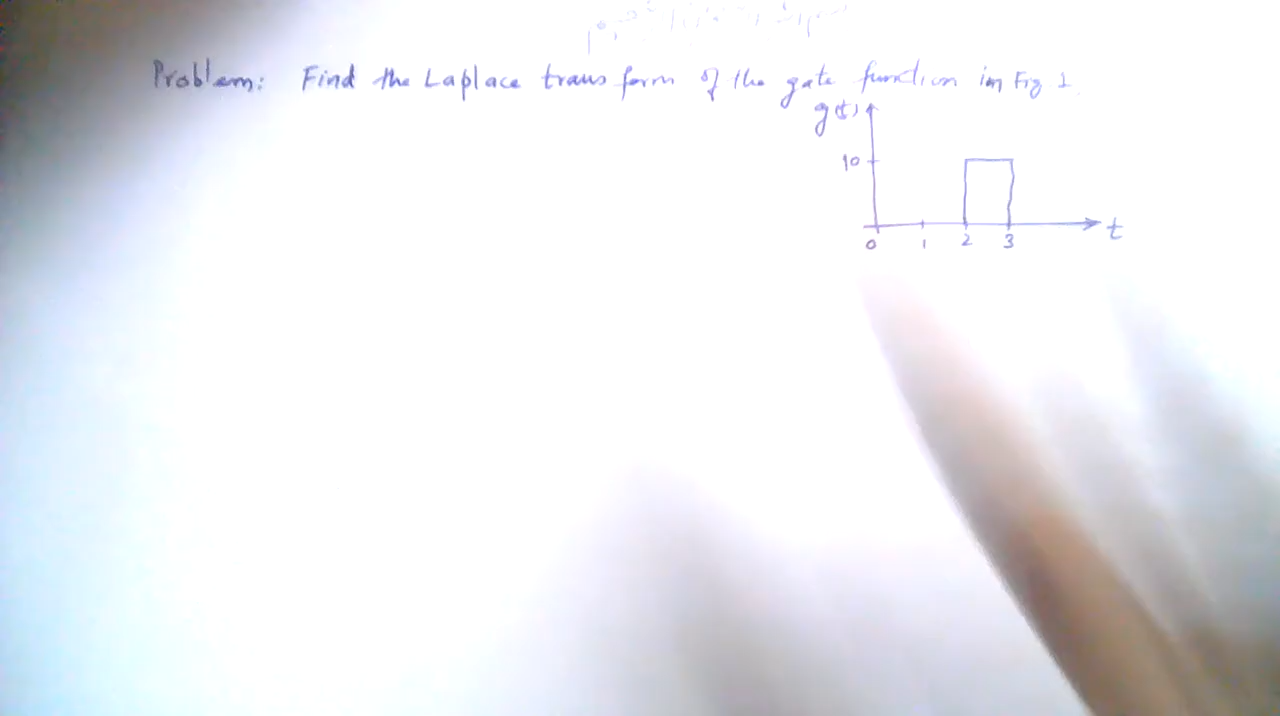 Problem: Find the Laplace transform of the gate function in Fig 1.
g(t)
10
0 1 2 3 t